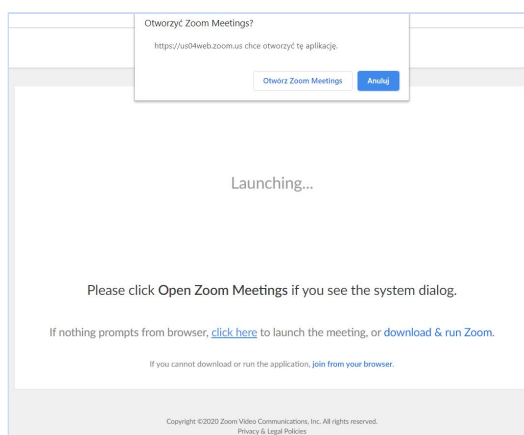 Otworzyć Zoom Meetings?
https://us04web.zoom.us chce otworzyć tę aplikację.
Otwórz Zoom Meetings
Anuluj
Launching...
Please click Open Zoom Meetings if you see the system dialog.
If nothing prompts from browser, click here to launch the meeting, or download & run Zoom.
If you cannot download or run the application, join from your browser.
Copyright ©2020 Zoom Video Communications, Inc. All rights reserved.
Privacy & Legal Policies